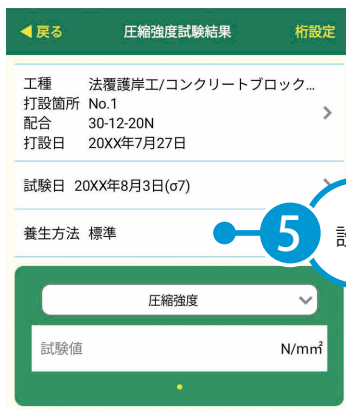 ◀戻る 圧縮強度試験結果 桁設定
工種 法覆護岸工/コンクリートブロック...
打設箇所 No.1
配合 30-12-20N
打設日 20XX年7月27日
試験日 20XX年8月3日(σ7)
養生方法 標準
5
圧縮強度
試験値 N/mm²